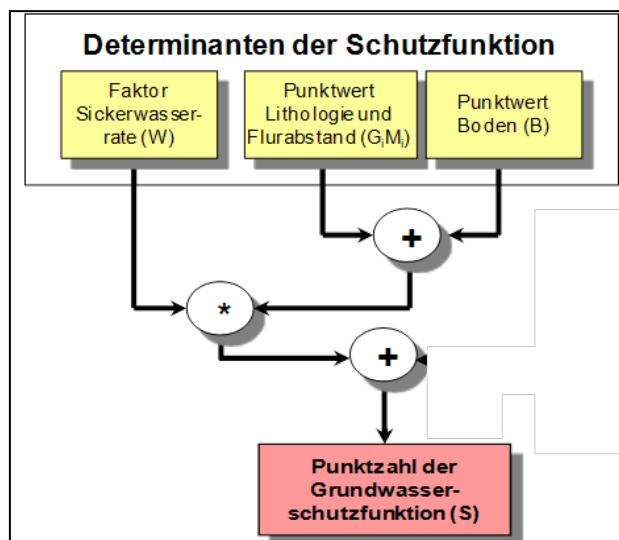 Determinanten der Schutzfunktion
Faktor
Sickerwasser-
rate (W)
Punktwert
Lithologie und
Flurabstand (GiMi)
Punktwert
Boden (B)
+
*
+
Punktzahl der
Grundwasser-
schutzfunktion (S)